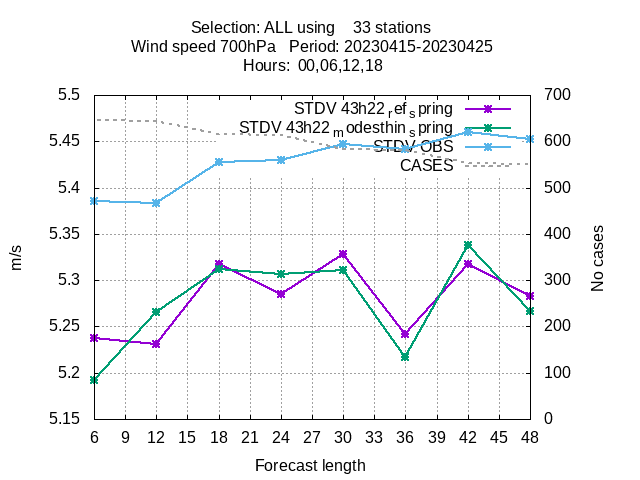 Selection: ALL using    33 stations
Wind speed 700hPa   Period: 20230415-20230425
Hours:  00,06,12,18
5.5
5.45
5.4
5.35
5.3
5.25
5.2
5.15
700
600
500
400
300
200
100
0
STDV 43h22 ref spring
STDV 43h22 modesthin spring
STDV OBS
CASES
m/s
No cases
6 9 12 15 18 21 24 27 30 33 36 39 42 45 48
Forecast length